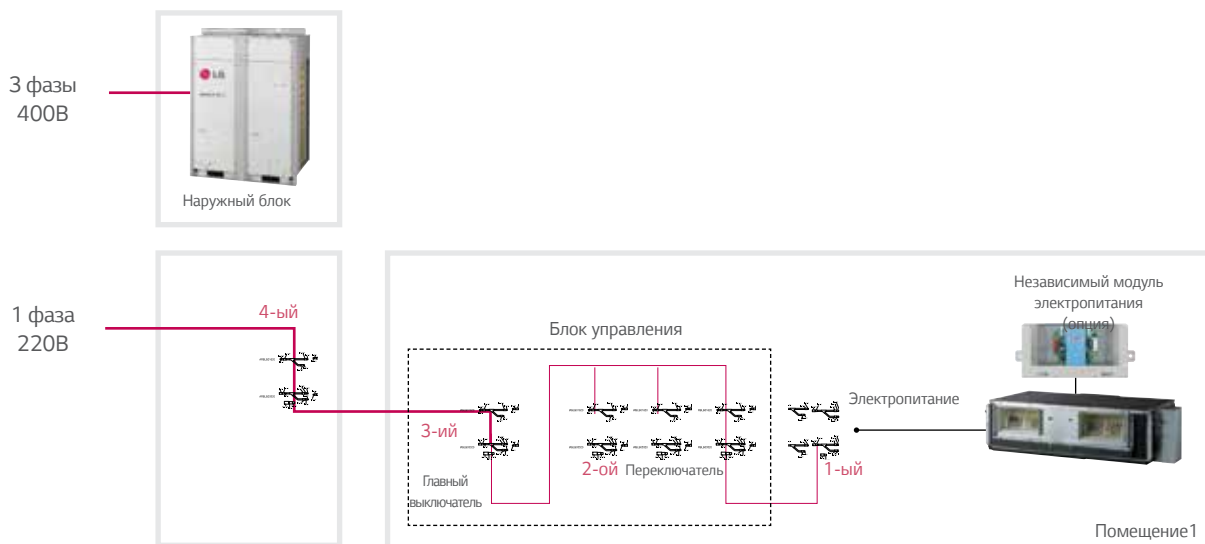 3 фазы
400В
LG
Наружный блок
1 фаза
220В
4-ый
Блок управления
3-ий
Главный
выключатель
2-ой Переключатель
1-ый
Электропитание
Независимый модуль
электропитания
(опция)
Помещение1